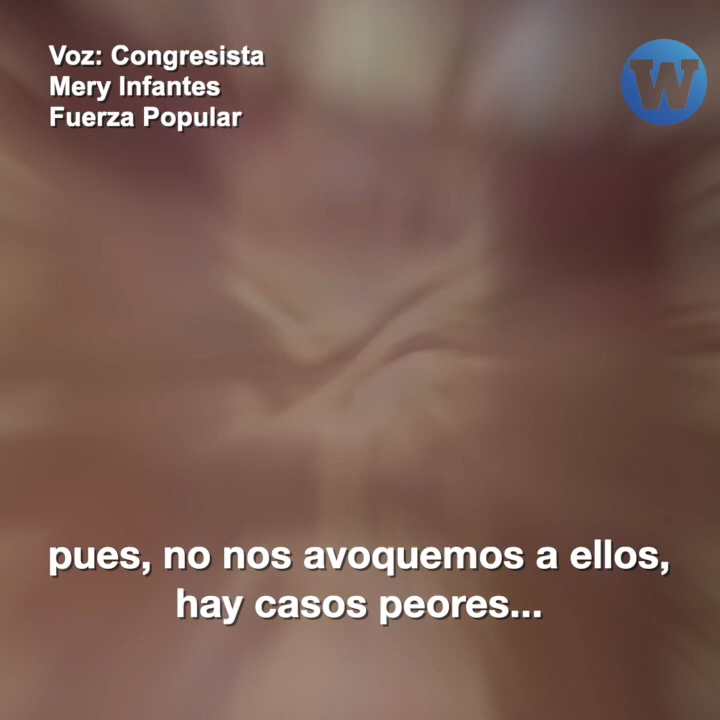 Voz: Congresista
Mery Infantes
Fuerza Popular
W
pues, no nos avoquemos a ellos,
hay casos peores...